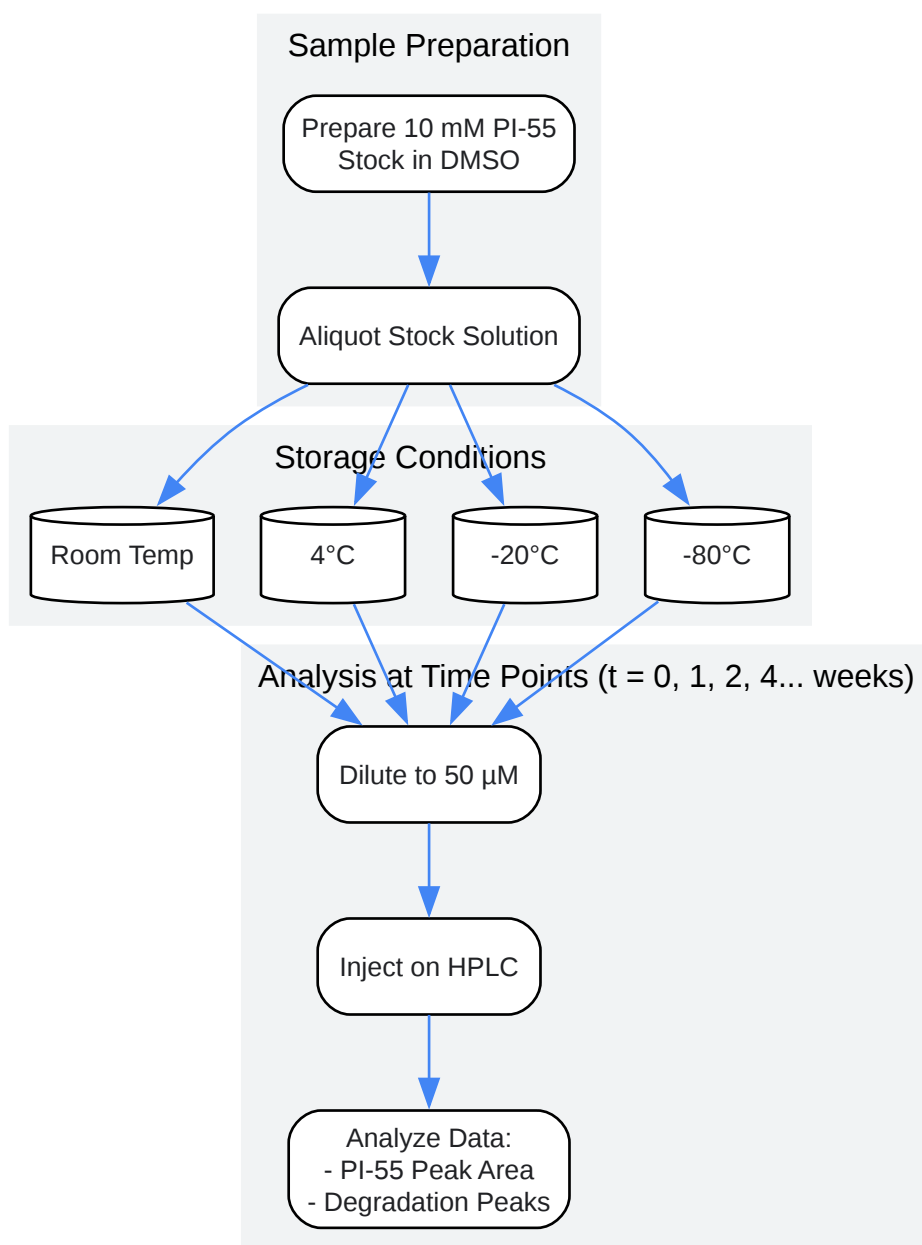 Sample Preparation
Prepare 10 mM PI-55
Stock in DMSO
Aliquot Stock Solution
Storage Conditions
Room Temp
4°C
-20°C
-80°C
Analysis at Time Points (t = 0, 1, 2, 4... weeks)
Dilute to 50 µM
Inject on HPLC
Analyze Data:
- PI-55 Peak Area
- Degradation Peaks